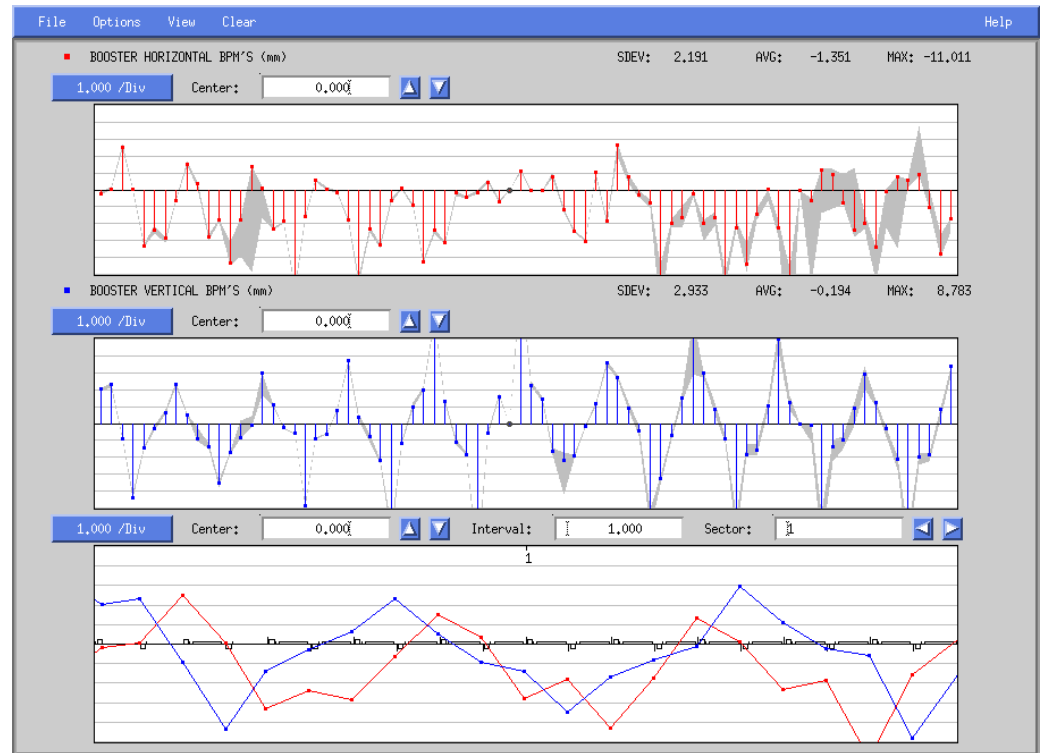 File Options View Clear Help
BOOSTER HORIZONTAL BPM'S (mm) SDEV: 2.191 AVG: -1.351 MAX: -11.011
1.000 /Div Center: 0.000
BOOSTER VERTICAL BPM'S (mm) SDEV: 2.933 AVG: -0.194 MAX: 8.783
1.000 /Div Center: 0.000
1.000 /Div Center: 0.000 Interval: 1.000 Sector: 1
1